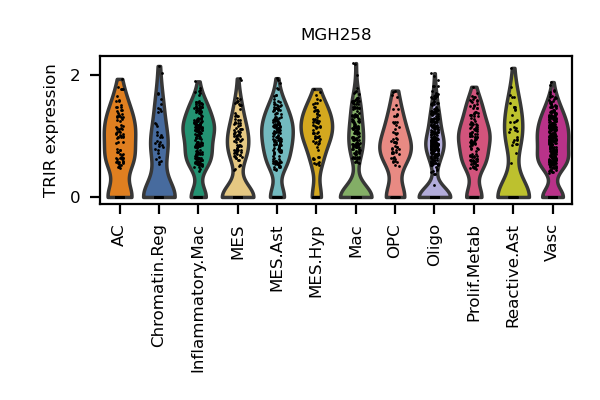 MGH258
TRIR expression
2
0
AC
Chromatin.Reg
Inflammatory.Mac
MES
MES.Ast
MES.Hyp
Mac
OPC
Oligo
Prolif.Metab
Reactive.Ast
Vasc